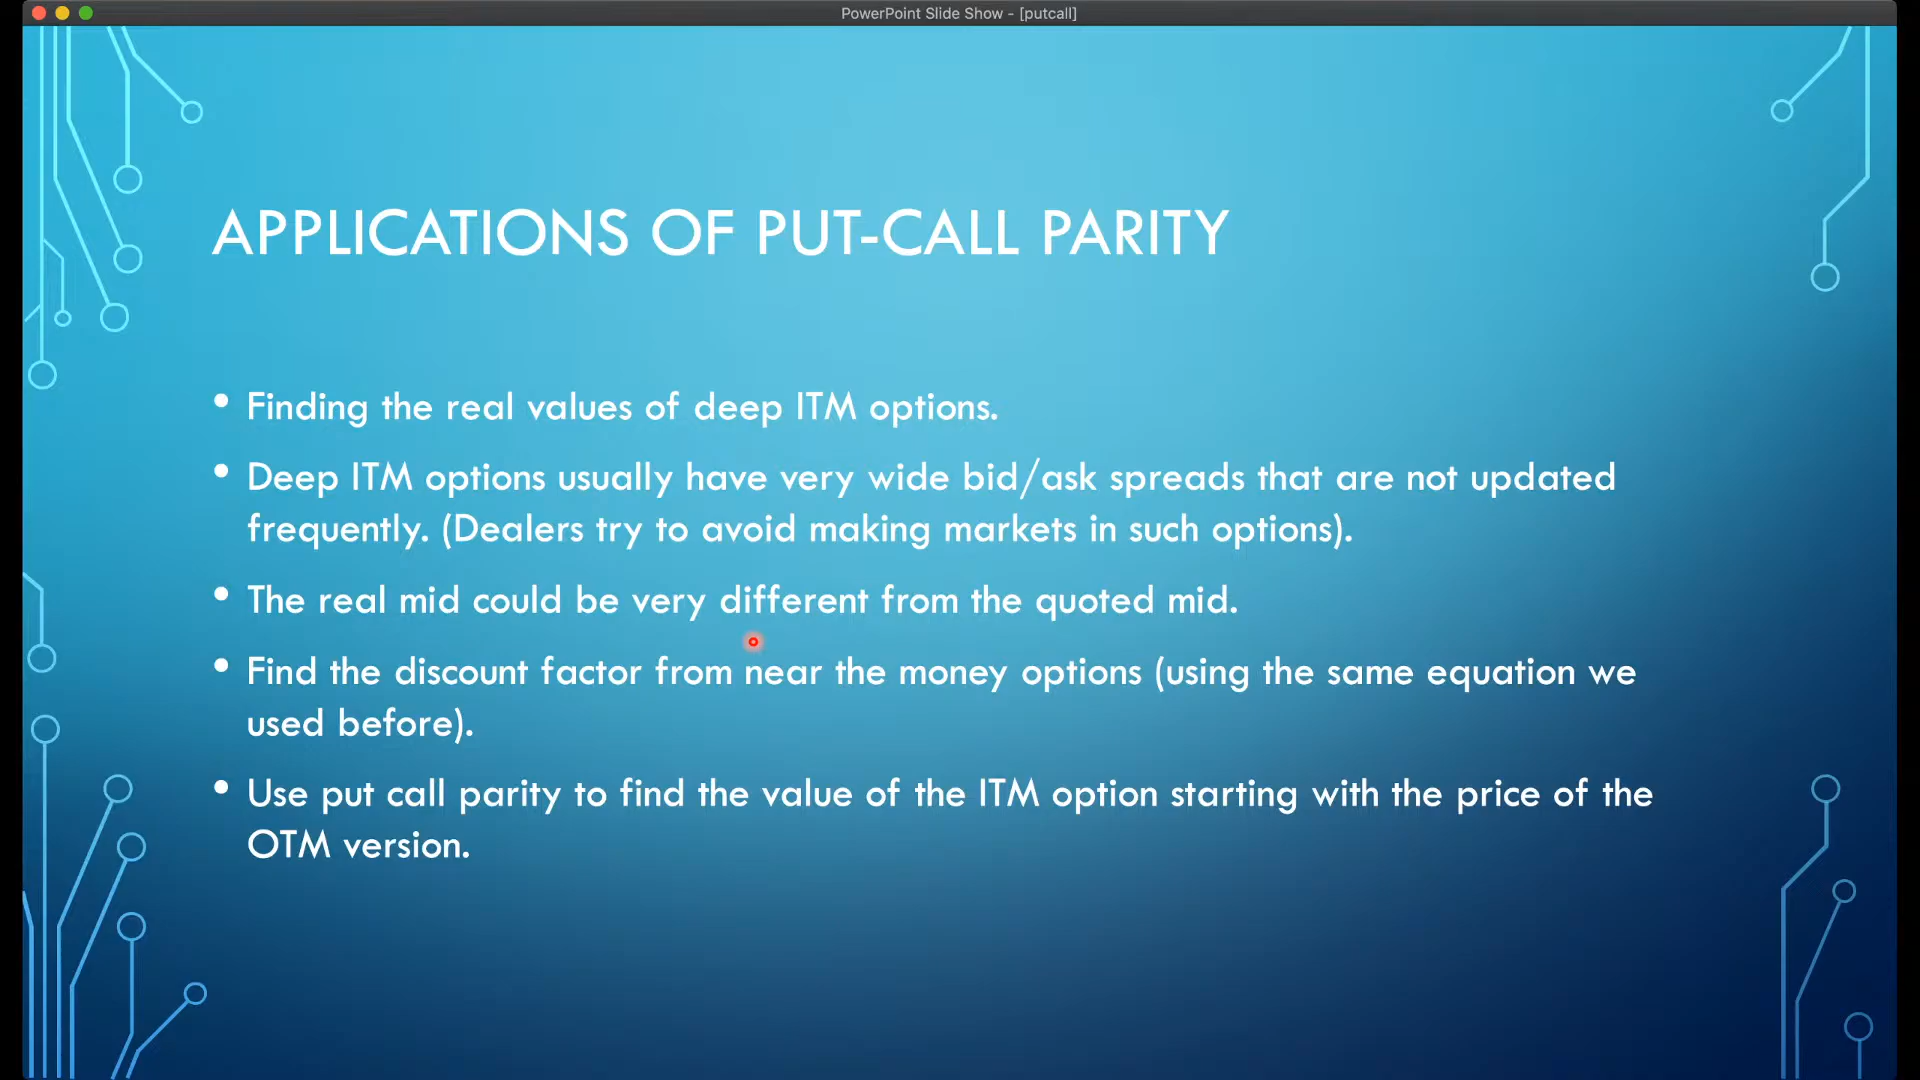 PowerPoint Slide Show - [putcall]
APPLICATIONS OF PUT-CALL PARITY
• Finding the real values of deep ITM options.
• Deep ITM options usually have very wide bid/ask spreads that are not updated
frequently. (Dealers try to avoid making markets in such options).
• The real mid could be very different from the quoted mid.
• Find the discount factor from near the money options (using the same equation we
used before).
• Use put call parity to find the value of the ITM option starting with the price of the
OTM version.